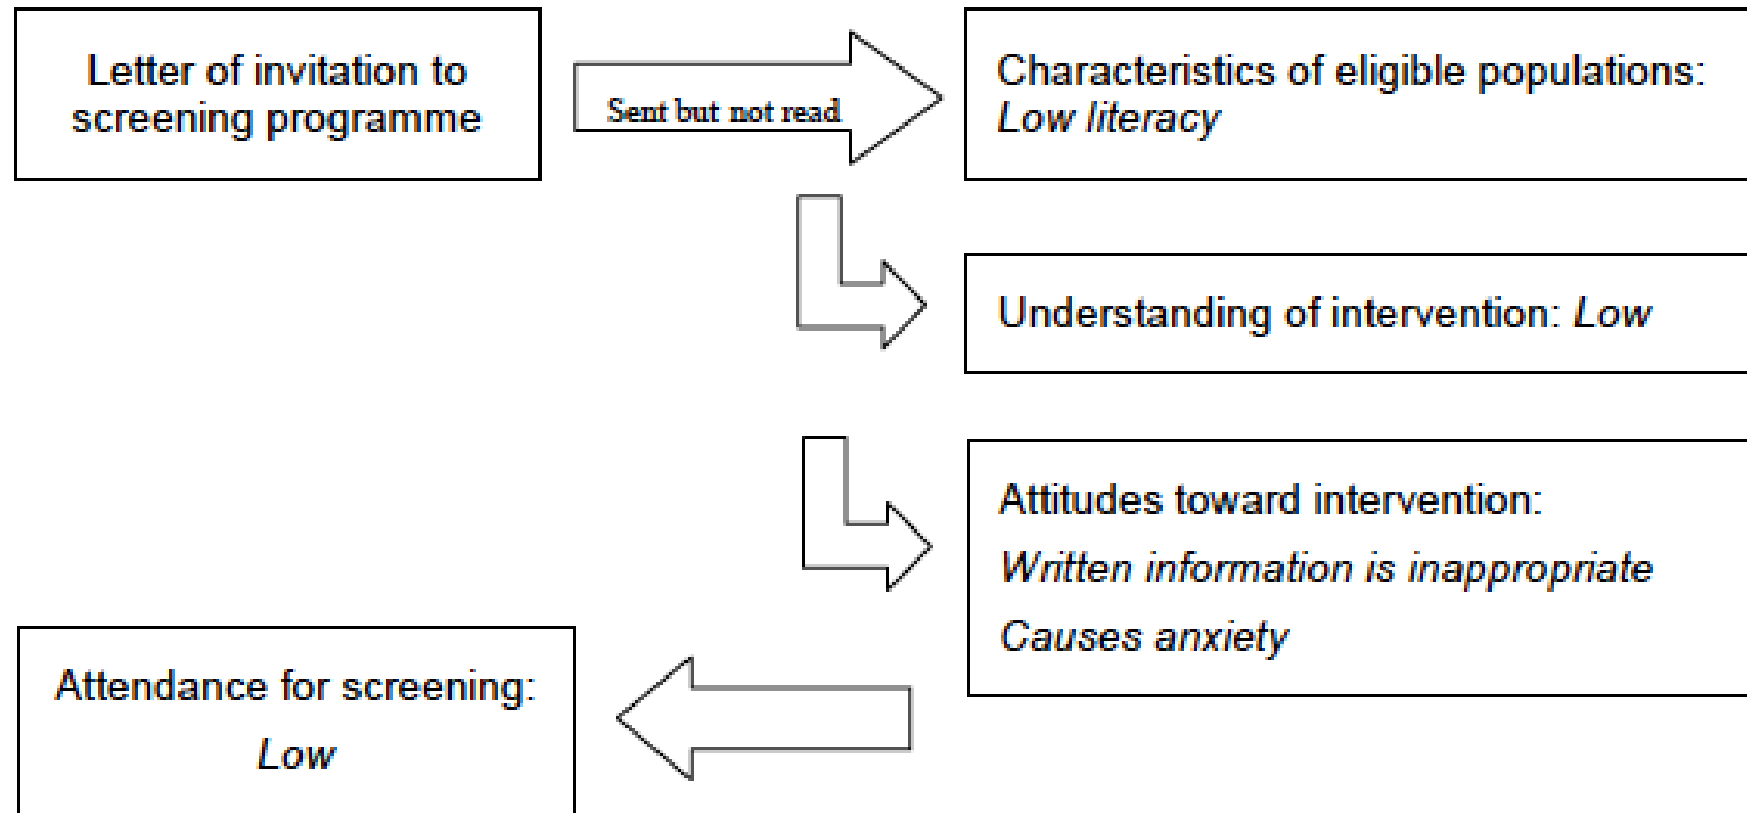 Letter of invitation to
screening programme
Sent but not read
Characteristics of eligible populations:
Low literacy
Understanding of intervention: Low
Attitudes toward intervention:
Written information is inappropriate
Causes anxiety
Attendance for screening:
Low